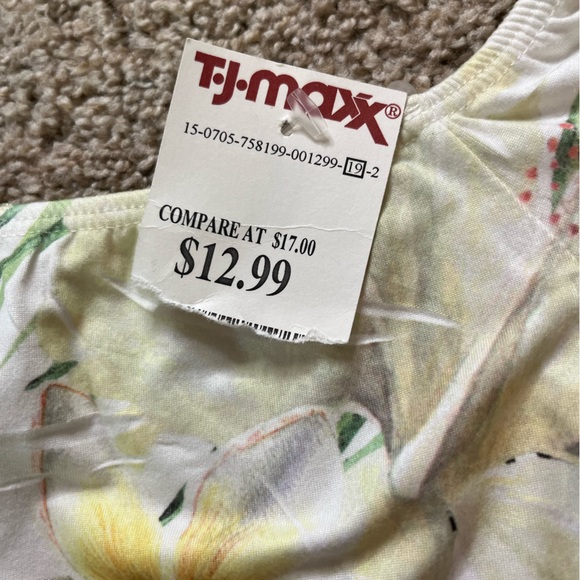 T·J·maxx®
15-0705-758199-001299-19-2
COMPARE AT $17.00
$12.99